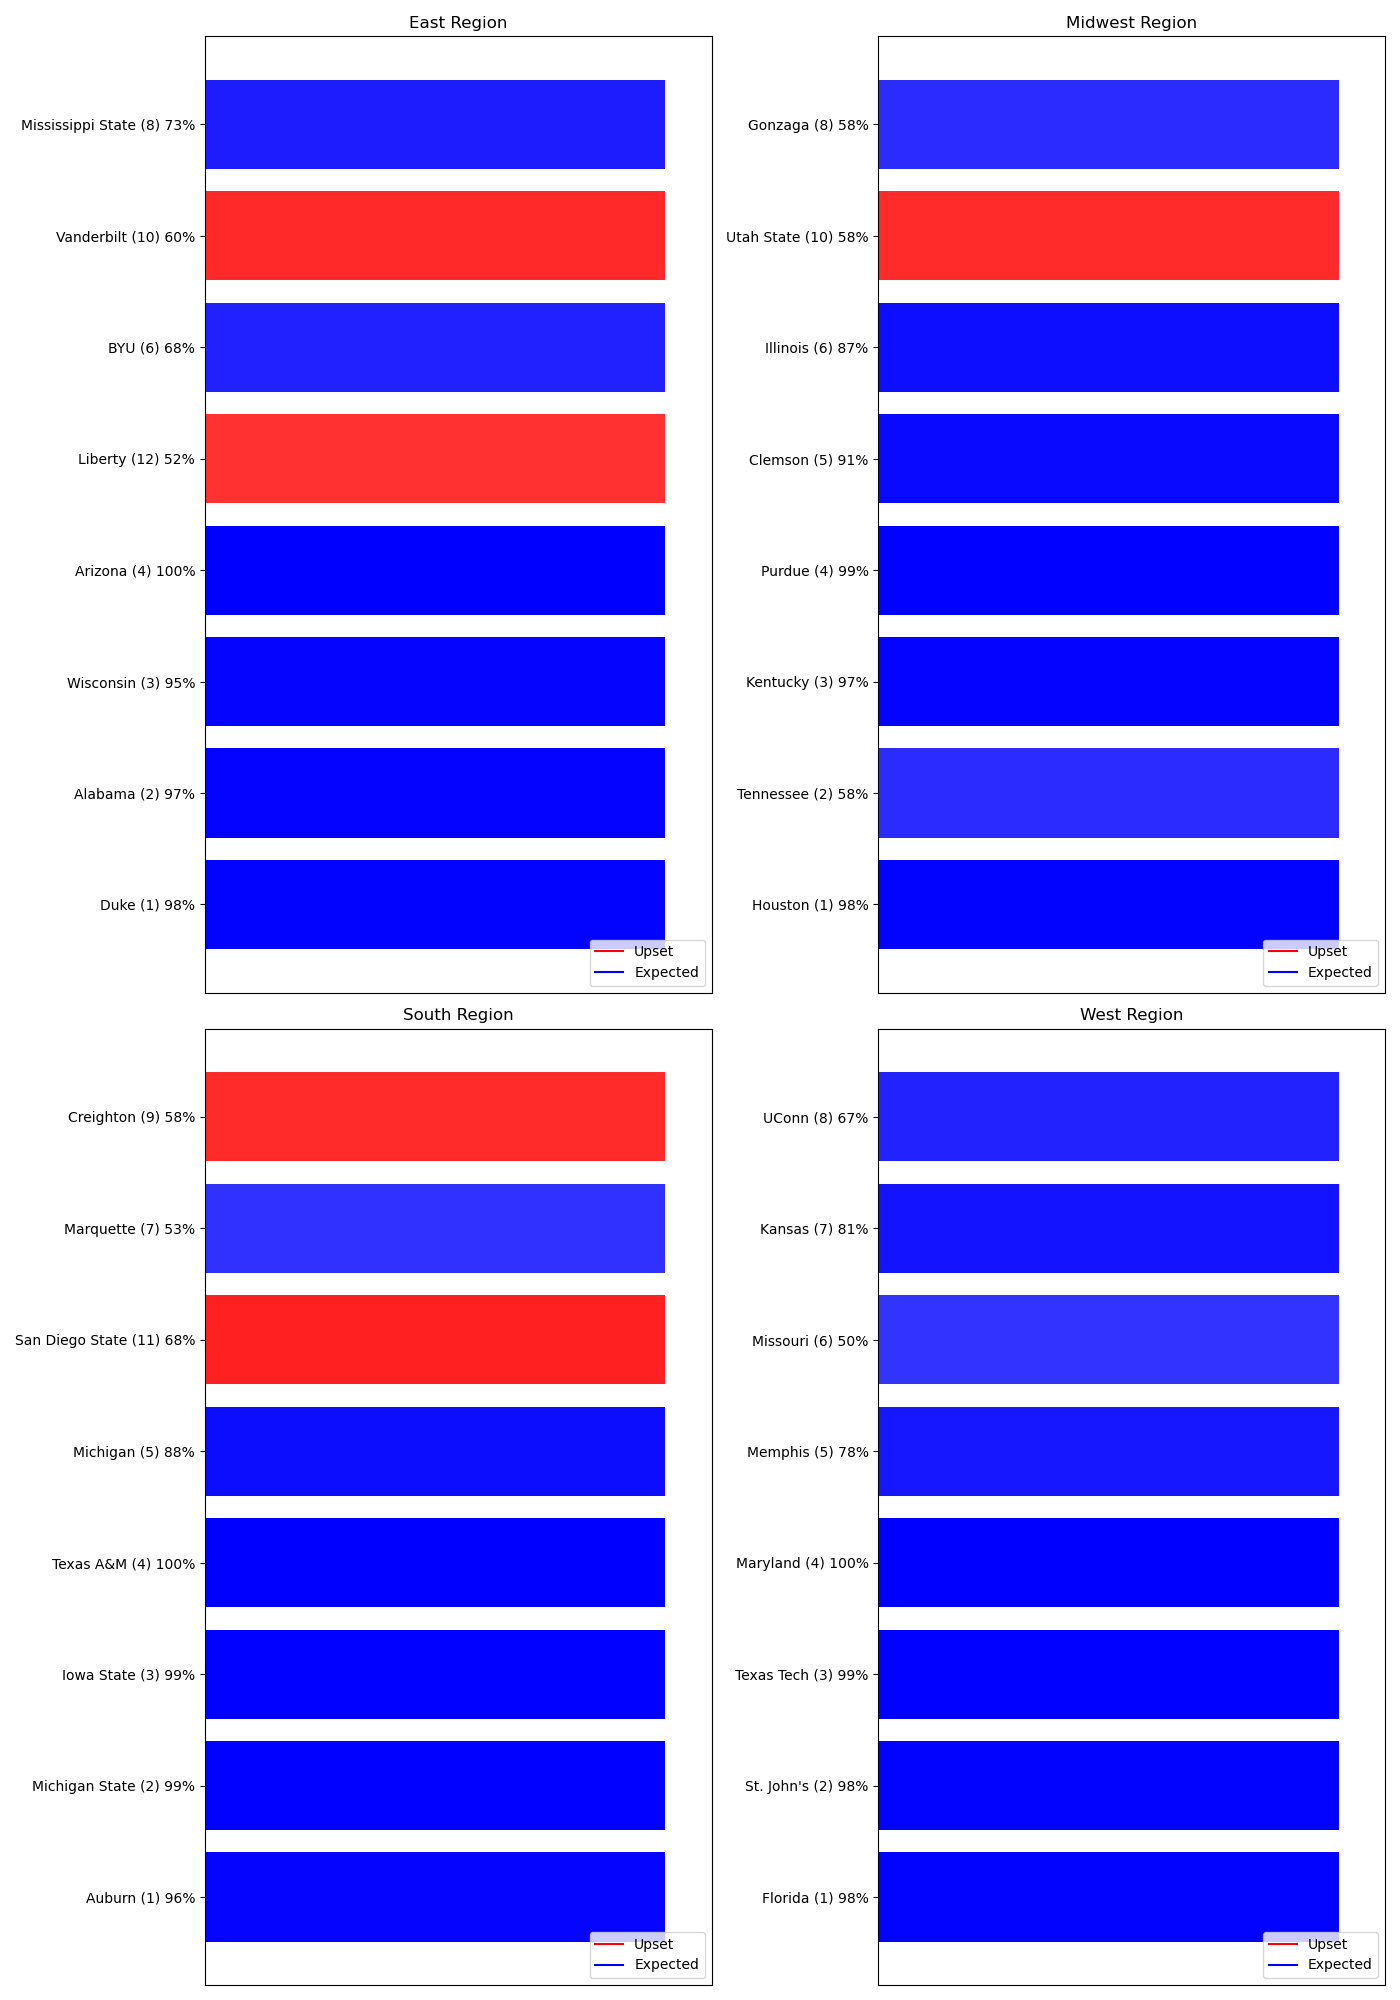 East Region
Mississippi State (8) 73%
Vanderbilt (10) 60%
BYU (6) 68%
Liberty (12) 52%
Arizona (4) 100%
Wisconsin (3) 95%
Alabama (2) 97%
Duke (1) 98%
Upset
Expected
Midwest Region
Gonzaga (8) 58%
Utah State (10) 58%
Illinois (6) 87%
Clemson (5) 91%
Purdue (4) 99%
Kentucky (3) 97%
Tennessee (2) 58%
Houston (1) 98%
Upset
Expected
South Region
Creighton (9) 58%
Marquette (7) 53%
San Diego State (11) 68%
Michigan (5) 88%
Texas A&M (4) 100%
Iowa State (3) 99%
Michigan State (2) 99%
Auburn (1) 96%
Upset
Expected
West Region
UConn (8) 67%
Kansas (7) 81%
Missouri (6) 50%
Memphis (5) 78%
Maryland (4) 100%
Texas Tech (3) 99%
St. John's (2) 98%
Florida (1) 98%
Upset
Expected